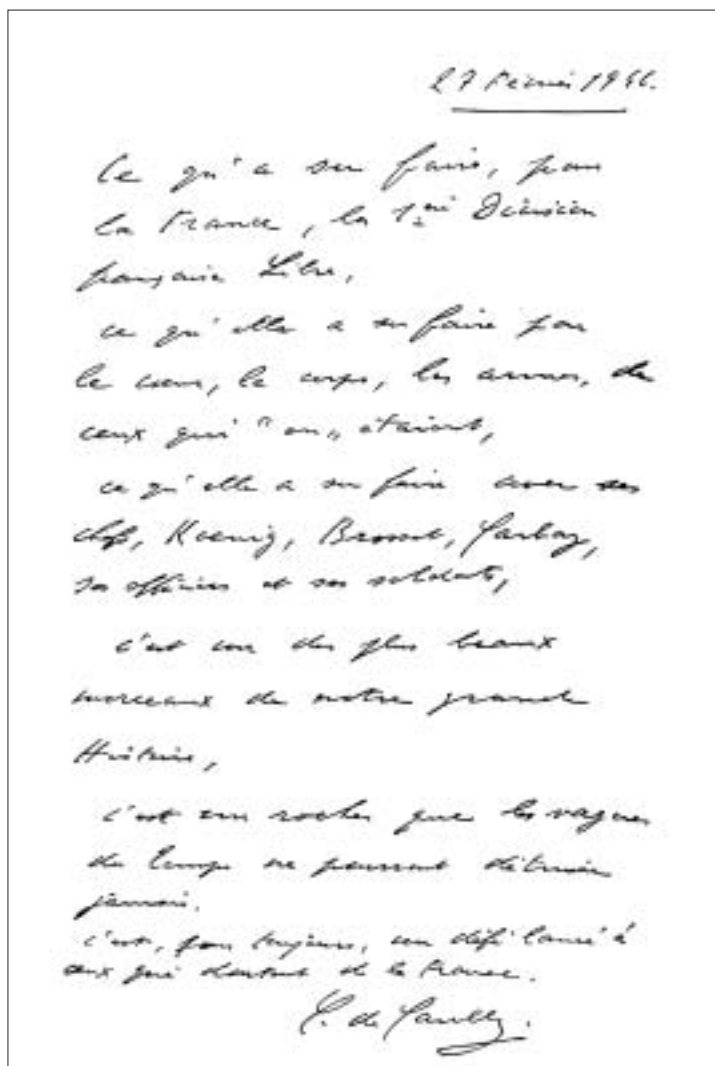 27 Février 1946.
Ce qu'a su faire, pour
la France, la 1ère Division
française Libre,
ce qu'elle a su faire par
le cœur, le corps, les armes, de
ceux qui "en" étaient,
ce qu'elle a su faire avec ses
chefs, Koenig, Brosset, Garbay,
ses officiers et ses soldats,
c'est un des plus beaux
morceaux de notre grande
Histoire,
c'est un rocher que les vagues
du temps ne pourront détruire
jamais.
C'est, pour toujours, un défi lancé à
ceux qui doutent de la France.
C. de Gaulle.